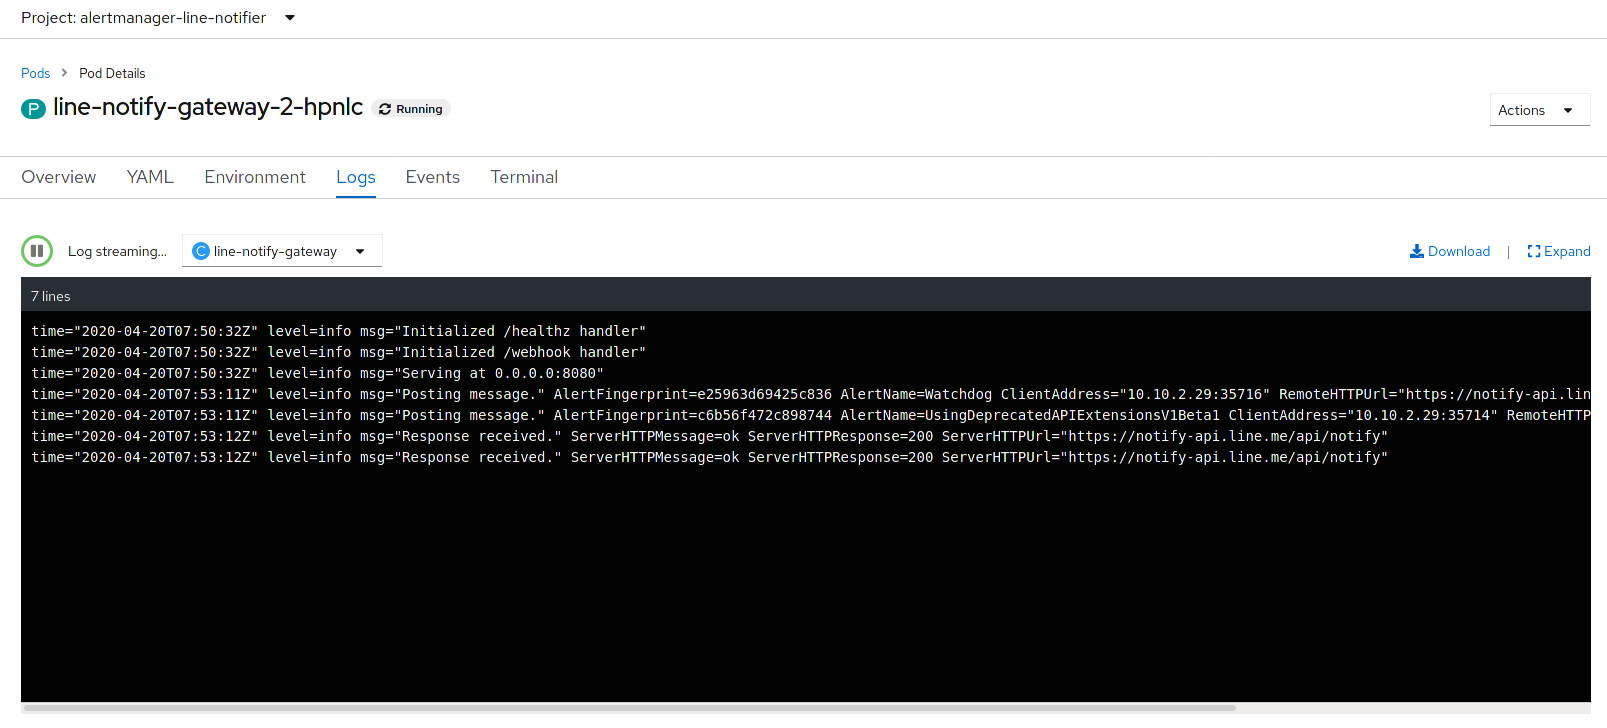 Project: alertmanager-line-notifier
Pods > Pod Details
P line-notify-gateway-2-hpnlc Running
Actions
Overview YAML Environment Logs Events Terminal
Log streaming... C line-notify-gateway Download | Expand
7 lines
time="2020-04-20T07:50:32Z" level=info msg="Initialized /healthz handler"
time="2020-04-20T07:50:32Z" level=info msg="Initialized /webhook handler"
time="2020-04-20T07:50:32Z" level=info msg="Serving at 0.0.0.0:8080"
time="2020-04-20T07:53:11Z" level=info msg="Posting message." AlertFingerprint=e25963d69425c836 AlertName=Watchdog ClientAddress="10.10.2.29:35716" RemoteHTTPUrl="https://notify-api.lin
time="2020-04-20T07:53:11Z" level=info msg="Posting message." AlertFingerprint=c6b56f472c898744 AlertName=UsingDeprecatedAPIExtensionsV1Beta1 ClientAddress="10.10.2.29:35714" RemoteHTTP
time="2020-04-20T07:53:12Z" level=info msg="Response received." ServerHTTPMessage=ok ServerHTTPResponse=200 ServerHTTPUrl="https://notify-api.line.me/api/notify"
time="2020-04-20T07:53:12Z" level=info msg="Response received." ServerHTTPMessage=ok ServerHTTPResponse=200 ServerHTTPUrl="https://notify-api.line.me/api/notify"